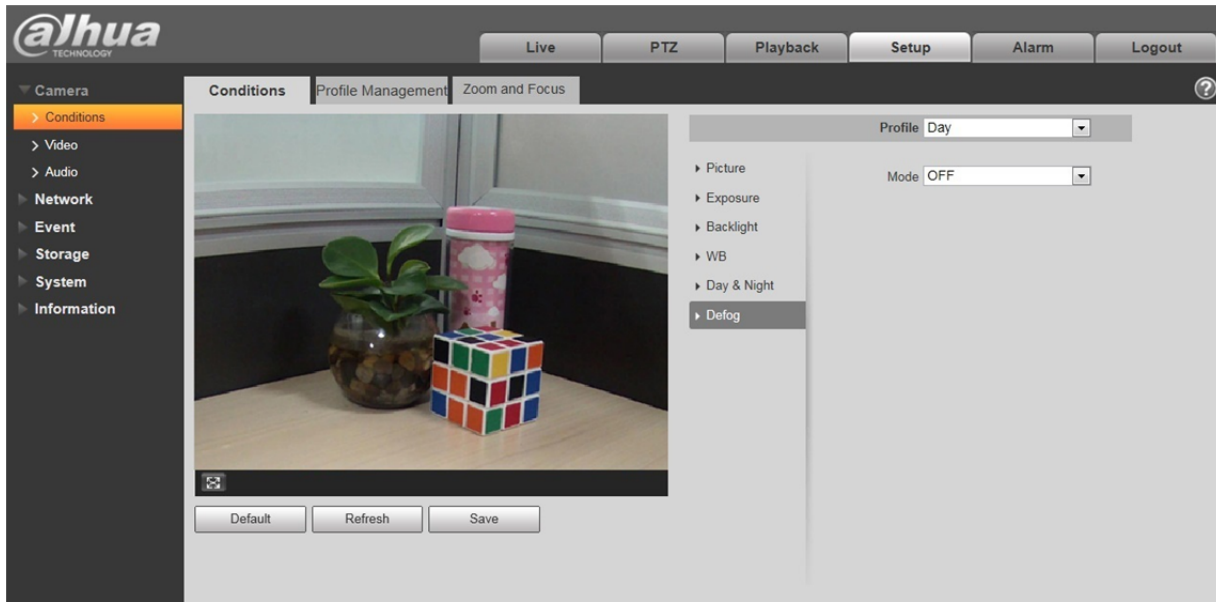 alhua
TECHNOLOGY
Live
PTZ
Playback
Setup
Alarm
Logout
Camera
Conditions
Video
Audio
Network
Event
Storage
System
Information
Conditions
Profile Management
Zoom and Focus
?
Profile Day
Picture
Exposure
Backlight
WB
Day & Night
Defog
Mode OFF
Default
Refresh
Save